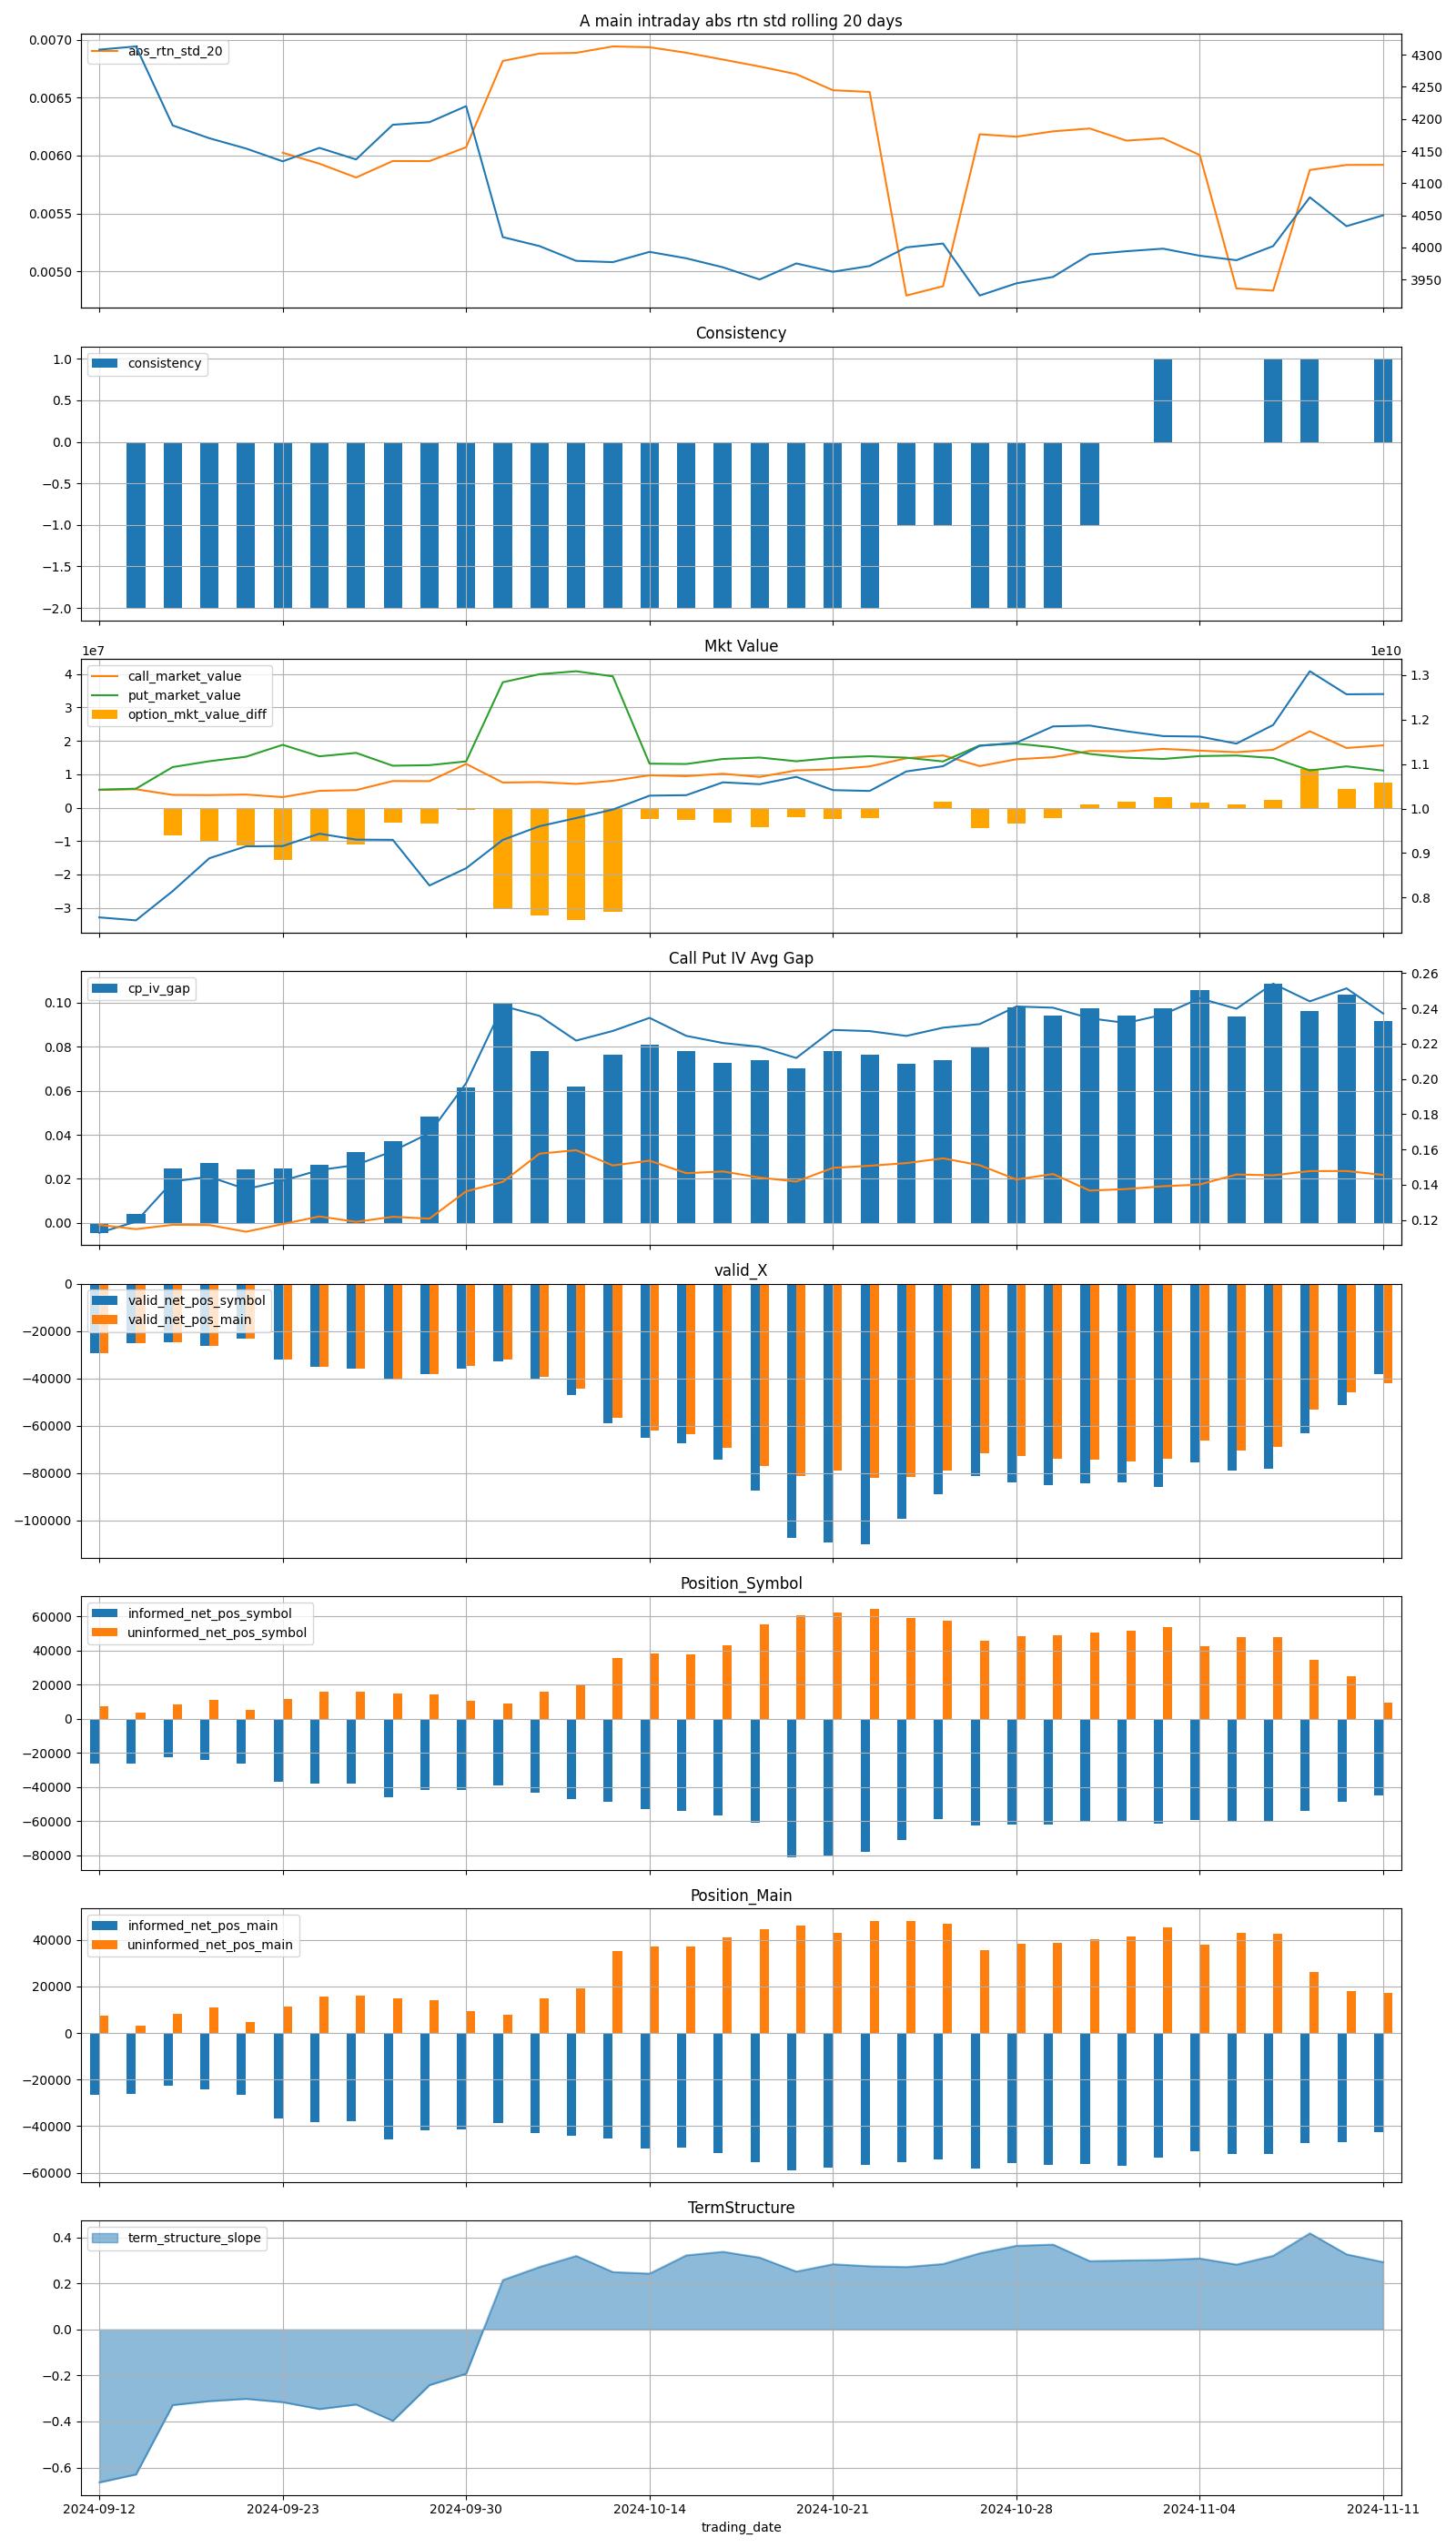 A main intraday abs rtn std rolling 20 days
abs_rtn_std_20
0.0070
0.0065
0.0060
0.0055
0.0050
4300
4250
4200
4150
4100
4050
4000
3950
Consistency
consistency
1.0
0.5
0.0
−0.5
−1.0
−1.5
−2.0
Mkt Value
1e7
1e10
call_market_value
put_market_value
option_mkt_value_diff
4
3
2
1
0
−1
−2
−3
1.3
1.2
1.1
1.0
0.9
0.8
Call Put IV Avg Gap
cp_iv_gap
0.10
0.08
0.06
0.04
0.02
0.00
0.26
0.24
0.22
0.20
0.18
0.16
0.14
0.12
valid_X
valid_net_pos_symbol
valid_net_pos_main
0
−20000
−40000
−60000
−80000
−100000
Position_Symbol
informed_net_pos_symbol
uninformed_net_pos_symbol
60000
40000
20000
0
−20000
−40000
−60000
−80000
Position_Main
informed_net_pos_main
uninformed_net_pos_main
40000
20000
0
−20000
−40000
−60000
TermStructure
term_structure_slope
0.4
0.2
0.0
−0.2
−0.4
−0.6
2024-09-12 2024-09-23 2024-09-30 2024-10-14 2024-10-21 2024-10-28 2024-11-04 2024-11-11
trading_date